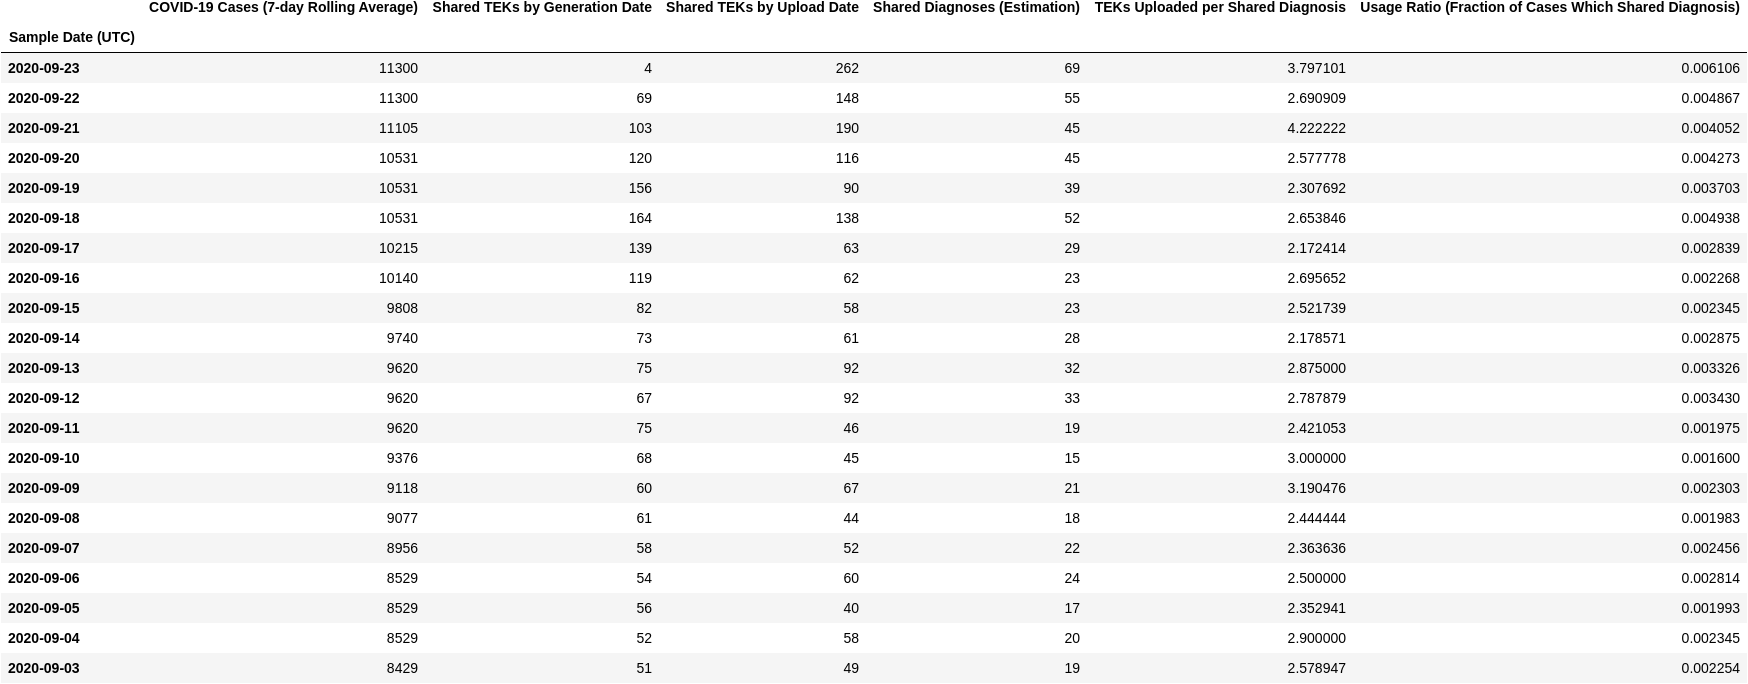 COVID-19 Cases (7-day Rolling Average) Shared TEKs by Generation Date Shared TEKs by Upload Date Shared Diagnoses (Estimation) TEKs Uploaded per Shared Diagnosis Usage Ratio (Fraction of Cases Which Shared Diagnosis)
Sample Date (UTC)
2020-09-23 11300 4 262 69 3.797101 0.006106
2020-09-22 11300 69 148 55 2.690909 0.004867
2020-09-21 11105 103 190 45 4.222222 0.004052
2020-09-20 10531 120 116 45 2.577778 0.004273
2020-09-19 10531 156 90 39 2.307692 0.003703
2020-09-18 10531 164 138 52 2.653846 0.004938
2020-09-17 10215 139 63 29 2.172414 0.002839
2020-09-16 10140 119 62 23 2.695652 0.002268
2020-09-15 9808 82 58 23 2.521739 0.002345
2020-09-14 9740 73 61 28 2.178571 0.002875
2020-09-13 9620 75 92 32 2.875000 0.003326
2020-09-12 9620 67 92 33 2.787879 0.003430
2020-09-11 9620 75 46 19 2.421053 0.001975
2020-09-10 9376 68 45 15 3.000000 0.001600
2020-09-09 9118 60 67 21 3.190476 0.002303
2020-09-08 9077 61 44 18 2.444444 0.001983
2020-09-07 8956 58 52 22 2.363636 0.002456
2020-09-06 8529 54 60 24 2.500000 0.002814
2020-09-05 8529 56 40 17 2.352941 0.001993
2020-09-04 8529 52 58 20 2.900000 0.002345
2020-09-03 8429 51 49 19 2.578947 0.002254